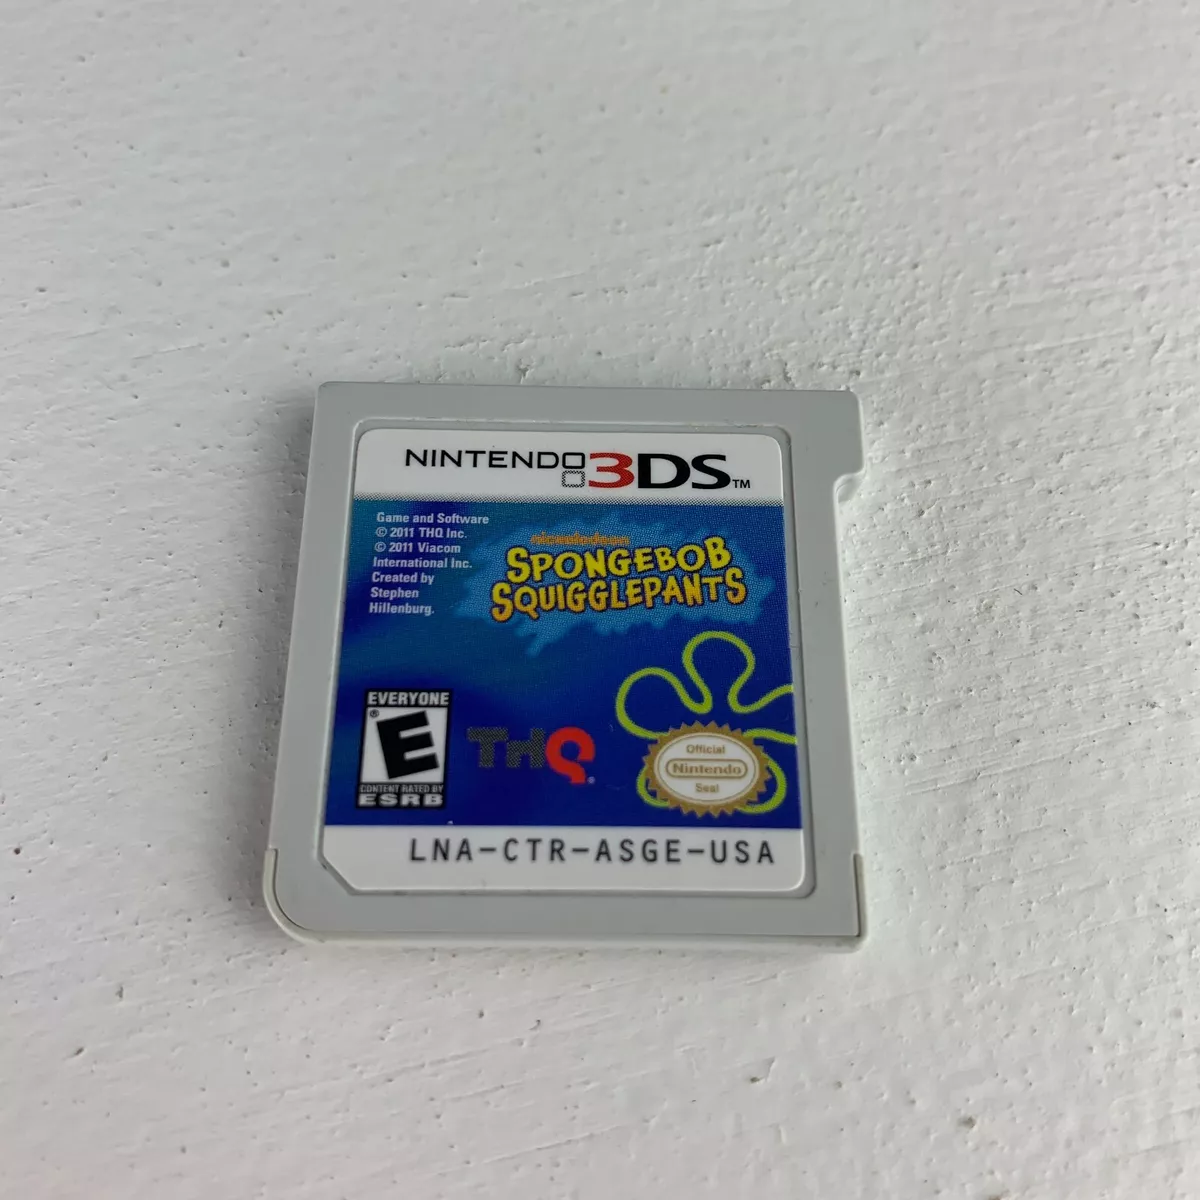 NINTENDO 3DS™
Game and Software
© 2011 THQ Inc.
© 2011 Viacom
International Inc.
Created by
Stephen
Hillenburg.
nickelodeon
SPONGEBOB
SQUIGGLEPANTS
EVERYONE
E®
CONTENT RATED BY
ESRB
THQ®
Official
Nintendo
Seal
LNA-CTR-ASGE-USA